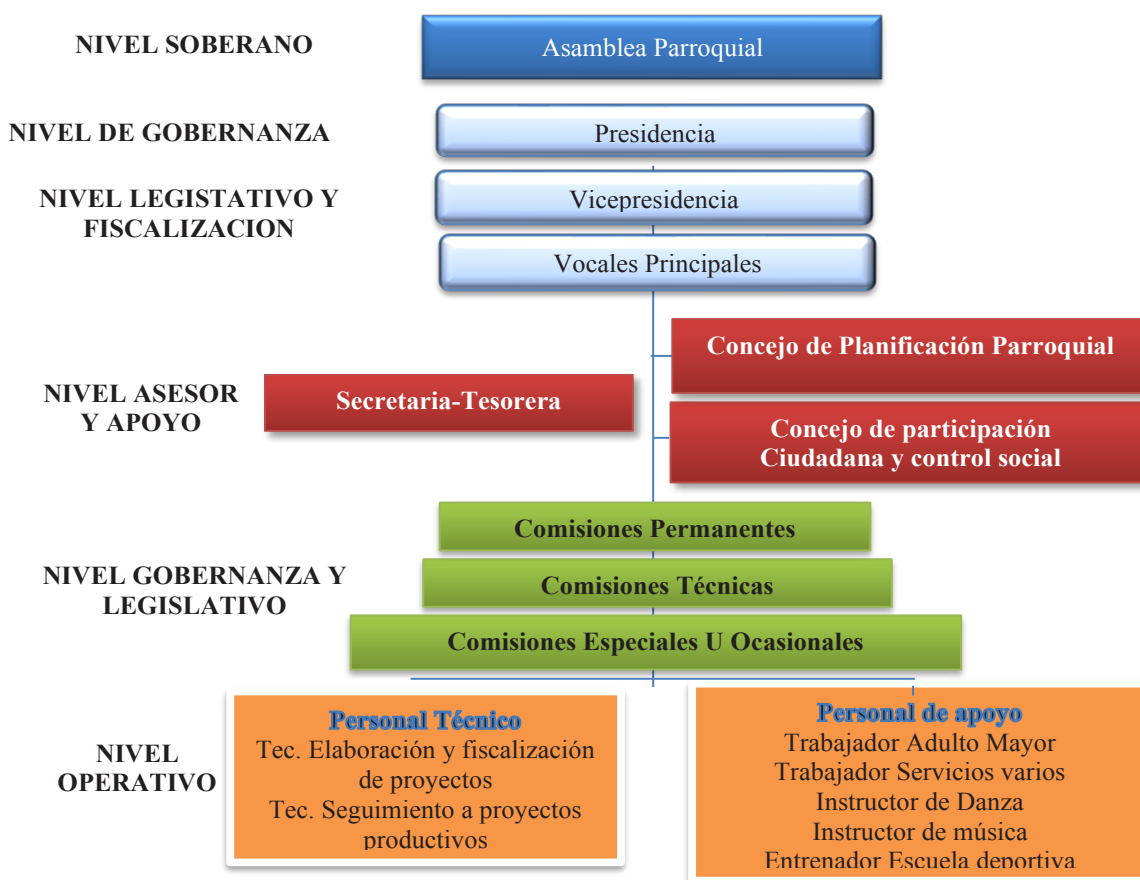 NIVEL SOBERANO
Asamblea Parroquial
NIVEL DE GOBERNANZA
Presidencia
NIVEL LEGISTATIVO Y
FISCALIZACION
Vicepresidencia
Vocales Principales
Concejo de Planificación Parroquial
NIVEL ASESOR
Y APOYO
Secretaria-Tesorera
Concejo de participación
Ciudadana y control social
Comisiones Permanentes
NIVEL GOBERNANZA Y
LEGISLATIVO
Comisiones Técnicas
Comisiones Especiales U Ocasionales
NIVEL
OPERATIVO
Personal Técnico
Tec. Elaboración y fiscalización
de proyectos
Tec. Seguimiento a proyectos
productivos
Personal de apoyo
Trabajador Adulto Mayor
Trabajador Servicios varios
Instructor de Danza
Instructor de música
Entrenador Escuela deportiva